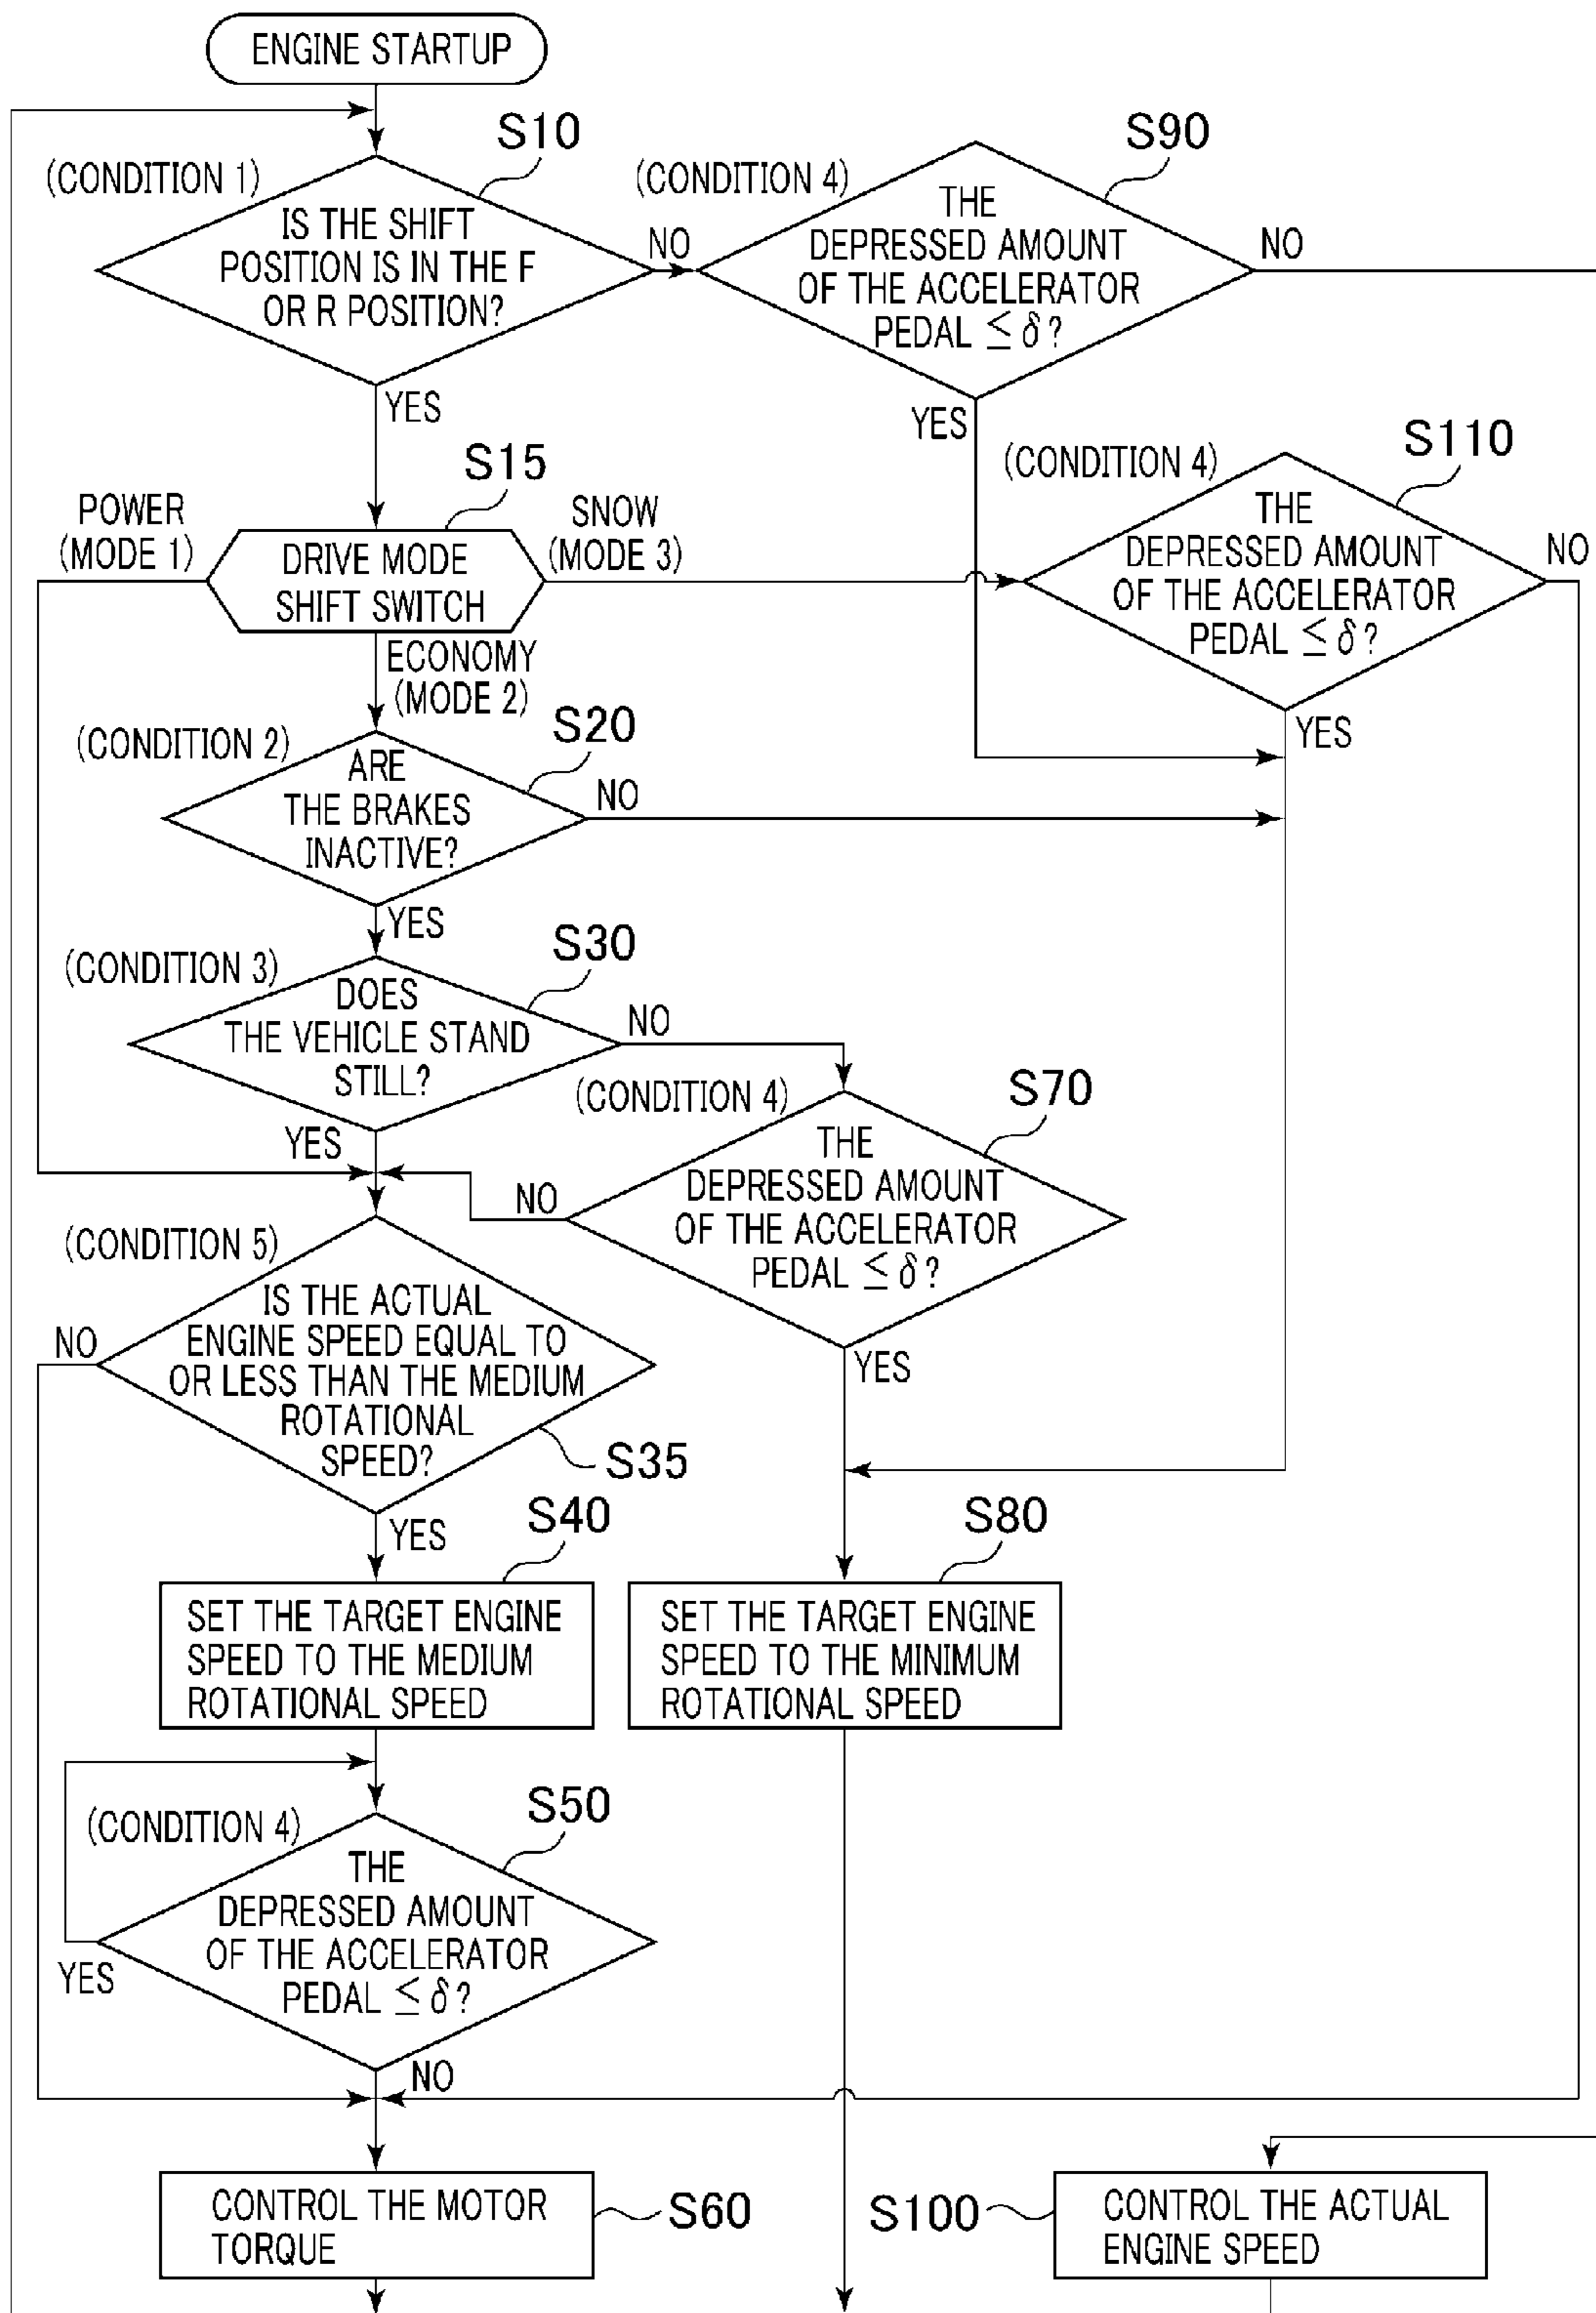 ENGINE STARTUP
S10
(CONDITION 1)
IS THE SHIFT
POSITION IS IN THE F
OR R POSITION?
NO
YES
S90
(CONDITION 4)
THE
DEPRESSED AMOUNT
OF THE ACCELERATOR
PEDAL ≦ δ?
NO
YES
S15
POWER
(MODE 1)
DRIVE MODE
SHIFT SWITCH
SNOW
(MODE 3)
ECONOMY
(MODE 2)
S110
(CONDITION 4)
THE
DEPRESSED AMOUNT
OF THE ACCELERATOR
PEDAL ≦ δ?
NO
YES
S20
(CONDITION 2)
ARE
THE BRAKES
INACTIVE?
NO
YES
S30
(CONDITION 3)
DOES
THE VEHICLE STAND
STILL?
NO
YES
S70
(CONDITION 4)
THE
DEPRESSED AMOUNT
OF THE ACCELERATOR
PEDAL ≦ δ?
NO
YES
(CONDITION 5)
IS THE ACTUAL
ENGINE SPEED EQUAL TO
OR LESS THAN THE MEDIUM
ROTATIONAL
SPEED?
NO
S35
YES
S40
SET THE TARGET ENGINE
SPEED TO THE MEDIUM
ROTATIONAL SPEED
S80
SET THE TARGET ENGINE
SPEED TO THE MINIMUM
ROTATIONAL SPEED
S50
(CONDITION 4)
THE
DEPRESSED AMOUNT
OF THE ACCELERATOR
PEDAL ≦ δ?
YES
NO
CONTROL THE MOTOR
TORQUE
S60
S100
CONTROL THE ACTUAL
ENGINE SPEED